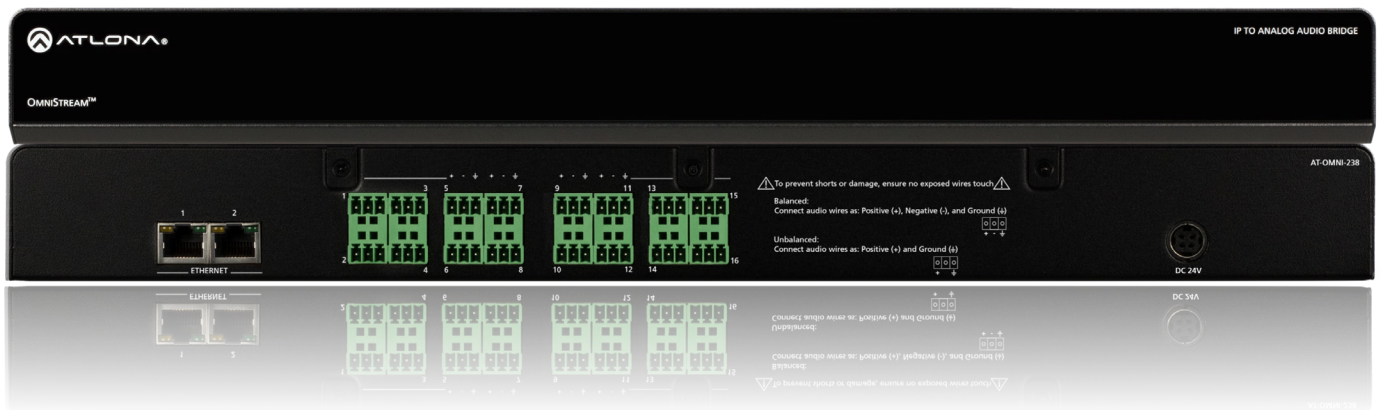 ATLONA®
IP TO ANALOG AUDIO BRIDGE
OMNISTREAM™
AT-OMNI-238
+ - ⏚ + - ⏚ + - ⏚ + - ⏚
1 3 5 7 9 11 13 15
⚠To prevent shorts or damage, ensure no exposed wires touch⚠
Balanced:
Connect audio wires as: Positive (+), Negative (-), and Ground (⏚)
+ - ⏚
Unbalanced:
Connect audio wires as: Positive (+) and Ground (⏚)
+ ⏚
1 2
ETHERNET
2 4 6 8 10 12 14 16
DC 24V